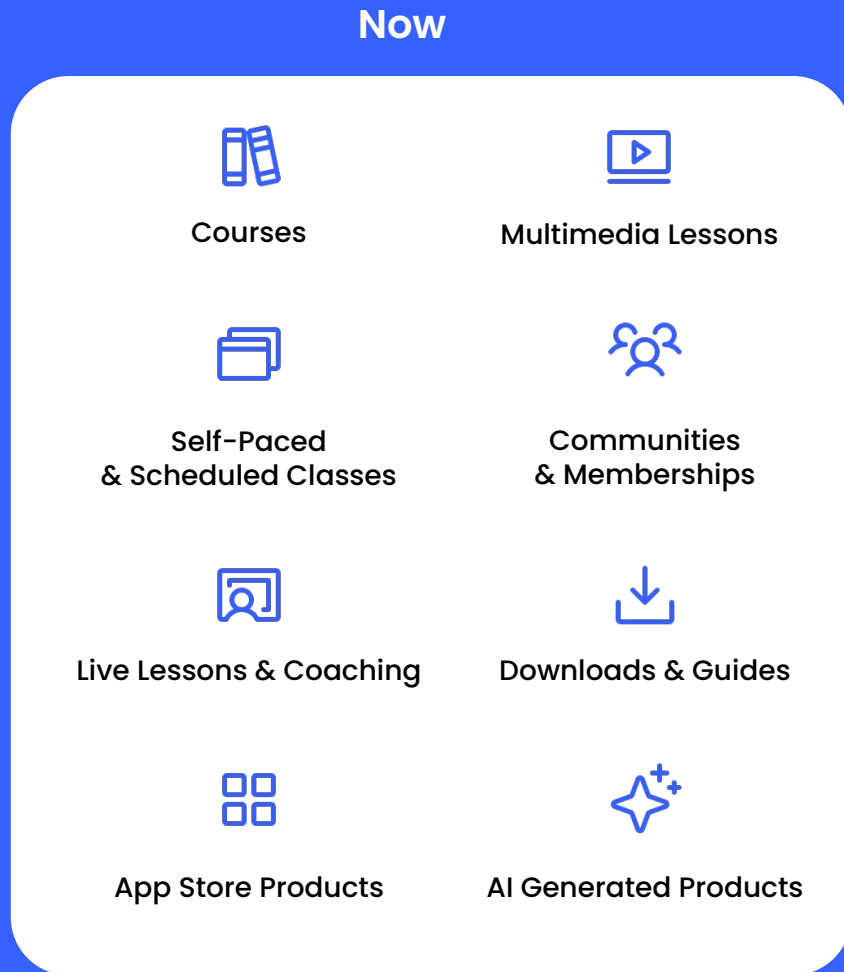 Now
Courses
Multimedia Lessons
Self-Paced
& Scheduled Classes
Communities
& Memberships
Live Lessons & Coaching
Downloads & Guides
App Store Products
AI Generated Products